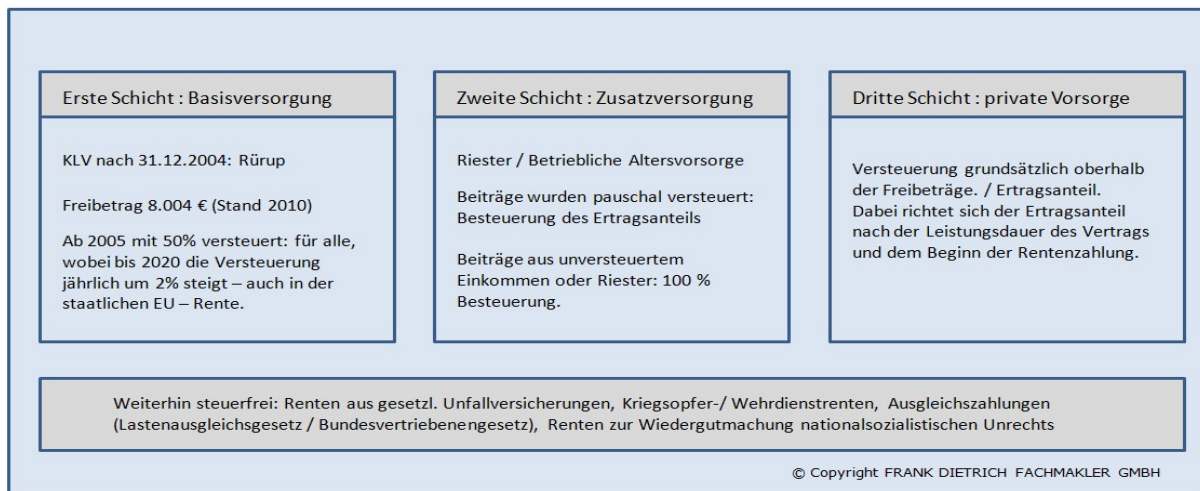 Erste Schicht : Basisversorgung
KLV nach 31.12.2004: Rürup
Freibetrag 8.004 € (Stand 2010)
Ab 2005 mit 50% versteuert: für alle,
wobei bis 2020 die Versteuerung
jährlich um 2% steigt – auch in der
staatlichen EU – Rente.
Zweite Schicht : Zusatzversorgung
Riester / Betriebliche Altersvorsorge
Beiträge wurden pauschal versteuert:
Besteuerung des Ertragsanteils
Beiträge aus unversteuertem
Einkommen oder Riester: 100 %
Besteuerung.
Dritte Schicht : private Vorsorge
Versteuerung grundsätzlich oberhalb
der Freibeträge. / Ertragsanteil.
Dabei richtet sich der Ertragsanteil
nach der Leistungsdauer des Vertrags
und dem Beginn der Rentenzahlung.
Weiterhin steuerfrei: Renten aus gesetzl. Unfallversicherungen, Kriegsopfer-/ Wehrdienstrenten, Ausgleichszahlungen
(Lastenausgleichsgesetz / Bundesvertriebenengesetz), Renten zur Wiedergutmachung nationalsozialistischen Unrechts
© Copyright FRANK DIETRICH FACHMAKLER GMBH